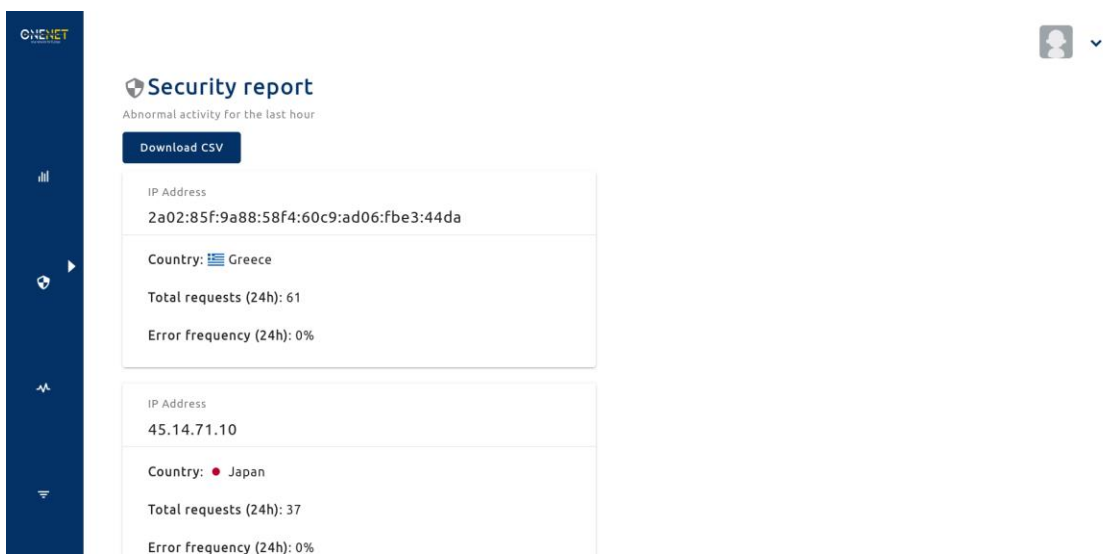 ONENET
Security report
Abnormal activity for the last hour
Download CSV
IP Address
2a02:85f:9a88:58f4:60c9:ad06:fbe3:44da
Country: Greece
Total requests (24h): 61
Error frequency (24h): 0%
IP Address
45.14.71.10
Country: Japan
Total requests (24h): 37
Error frequency (24h): 0%